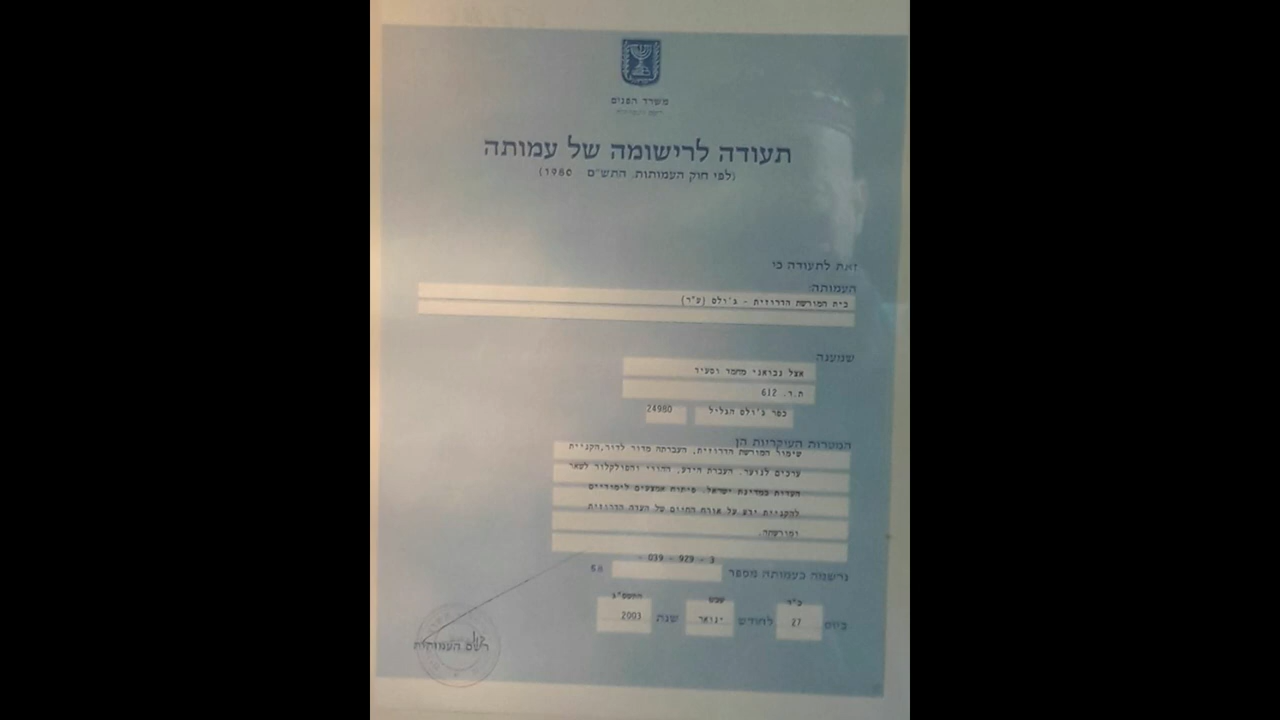 משרד הפנים
רשם העמותות
תעודה לרישומה של עמותה
(לפי חוק העמותות, התש"ם - 1980)
זאת לתעודה כי
העמותה:
בית המורשת הדרוזית - ג'ולס (ע"ר)
שמענה
אצל נבואני מחמד וסעיד
ת.ד. 612
כפר ג'ולס הגליל 24980
המטרות העיקריות הן
שימור המורשת הדרוזית, העברתה מדור לדור,הקניית
ערכים לנוער. העברת הידע, ההווי והפולקלור לשאר
העדות במדינת ישראל. פיתוח אמצעים לימודיים
להקניית ידע על אורח החיים של העדה הדרוזית
ומורשתה.
נרשמה כעמותה מספר 58 - 039 - 929 - 3
כ"ד שבט התשס"ג
ביום 27 לחודש ינואר שנת 2003
רשם העמותות